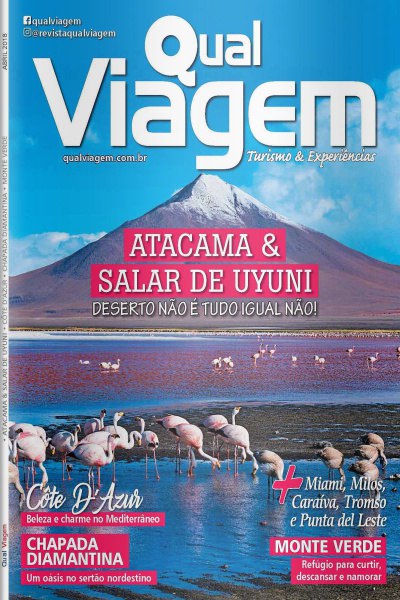 qualviagem
@revistaqualviagem
Qual
Viagem
Turismo & Experiências
qualviagem.com.br
ATACAMA &
SALAR DE UYUNI
DESERTO NÃO É TUDO IGUAL NÃO!
Côte D'Azur
Beleza e charme no Mediterrâneo
CHAPADA
DIAMANTINA
Um oásis no sertão nordestino
+ Miami, Milos,
Caraíva, Tromso
e Punta del Leste
MONTE VERDE
Refúgio para curtir,
descansar e namorar
Qual Viagem • ATACAMA & SALAR DE UYUNI • CÔTE D'AZUR • CHAPADA DIAMANTINA • MONTE VERDE ABRIL 2018